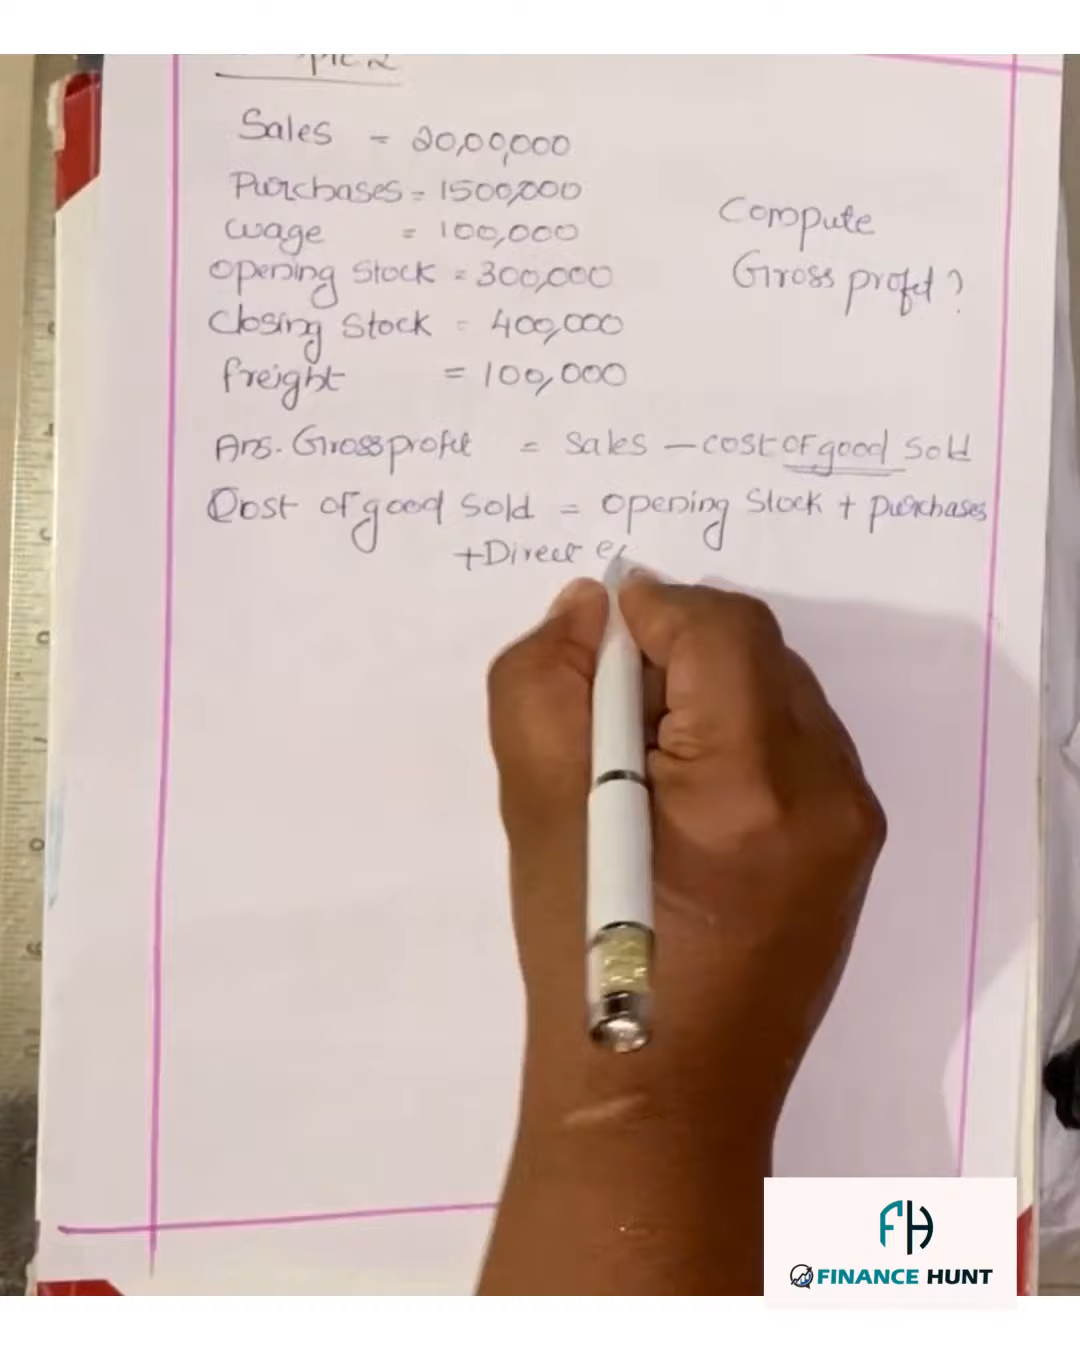 Sales = 20,00,000
Purchases = 1500,000
wage = 100,000
Opening Stock = 300,000
Closing Stock = 400,000
freight = 100,000
Compute
Gross profit?
Ans. Gross profit = Sales - cost of good Sold
Cost of good Sold = Opening Stock + purchases
+ Direct
FH
FINANCE HUNT